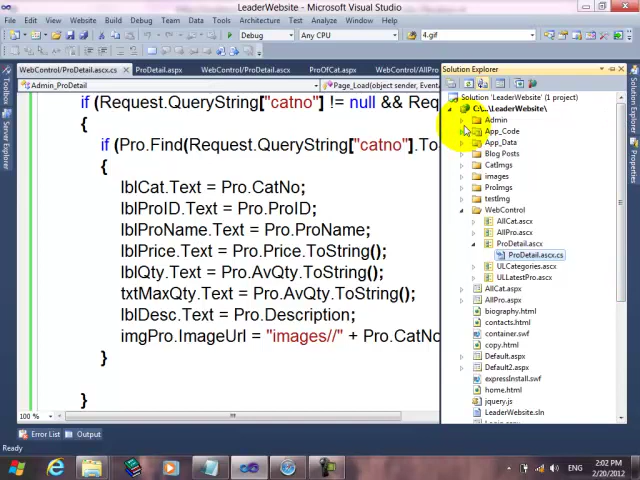 LeaderWebsite - Microsoft Visual Studio
File Edit View Website Build Debug Team Data Tools Architecture Test Analyze Window Help
Debug Any CPU 4.gif
WebControl/ProDetail.ascx.cs ProDetail.aspx WebControl/ProDetail.ascx ProOfCat.aspx WebControl/AllPro
Admin_ProDetail Page_Load(object sender, EventArgs e)
if (Request.QueryString["catno"] != null && Req
{
if (Pro.Find(Request.QueryString["catno"].To
{
lblCat.Text = Pro.CatNo;
lblProID.Text = Pro.ProID;
lblProName.Text = Pro.ProName;
lblPrice.Text = Pro.Price.ToString();
lblQty.Text = Pro.AvQty.ToString();
txtMaxQty.Text = Pro.AvQty.ToString();
lblDesc.Text = Pro.Description;
imgPro.ImageUrl = "images//" + Pro.CatNo
}
}
100 %
Toolbox
Solution Explorer
Solution 'LeaderWebsite' (1 project)
C:\...\LeaderWebsite\
Admin
App_Code
App_Data
Blog Posts
CatImgs
images
ProImgs
testImg
WebControl
AllCat.ascx
AllPro.ascx
ProDetail.ascx
ProDetail.ascx.cs
ULCategories.ascx
ULLatestPro.ascx
AllCat.aspx
AllPro.aspx
biography.html
contacts.html
container.swf
copy.html
Default.aspx
Default2.aspx
expressInstall.swf
home.html
jquery.js
LeaderWebsite.sln
Solution Explorer
Properties
Error List Output
Ready
ENG
2:02 PM
2/20/2012